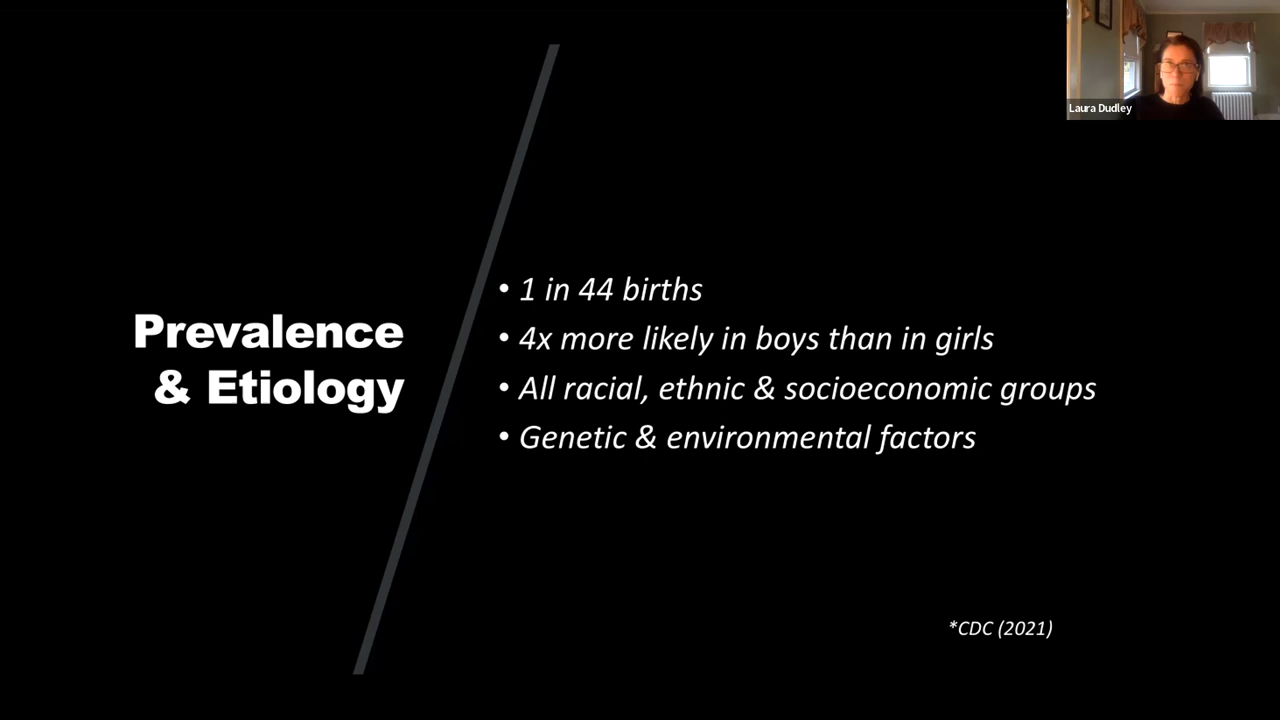 Laura Dudley
Prevalence
& Etiology
• 1 in 44 births
• 4x more likely in boys than in girls
• All racial, ethnic & socioeconomic groups
• Genetic & environmental factors
*CDC (2021)